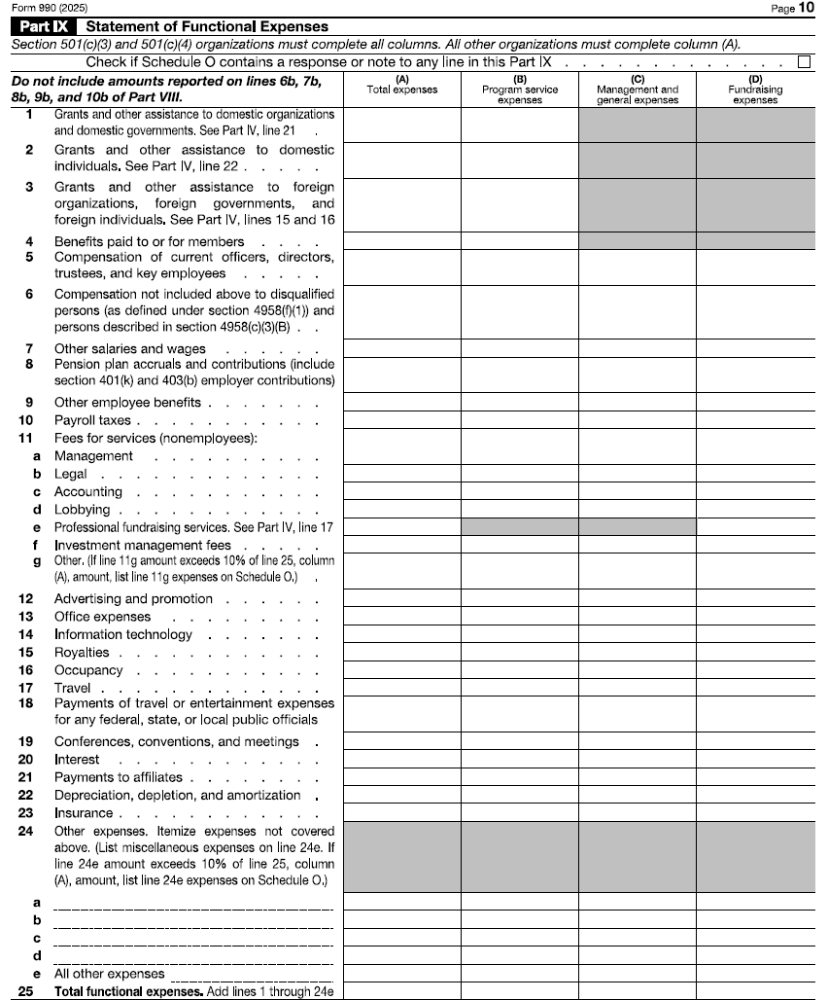 Form 990 (2025) Page 10
Part IX Statement of Functional Expenses
Section 501(c)(3) and 501(c)(4) organizations must complete all columns. All other organizations must complete column (A).
Check if Schedule O contains a response or note to any line in this Part IX . . . . . . . . . . . . .
Do not include amounts reported on lines 6b, 7b,
8b, 9b, and 10b of Part VIII.
(A)
Total expenses
(B)
Program service
expenses
(C)
Management and
general expenses
(D)
Fundraising
expenses
1 Grants and other assistance to domestic organizations
and domestic governments. See Part IV, line 21 .
2 Grants and other assistance to domestic
individuals. See Part IV, line 22 . . . . .
3 Grants and other assistance to foreign
organizations, foreign governments, and
foreign individuals. See Part IV, lines 15 and 16
4 Benefits paid to or for members . . . .
5 Compensation of current officers, directors,
trustees, and key employees . . . . .
6 Compensation not included above to disqualified
persons (as defined under section 4958(f)(1)) and
persons described in section 4958(c)(3)(B) . .
7 Other salaries and wages . . . . . .
8 Pension plan accruals and contributions (include
section 401(k) and 403(b) employer contributions)
9 Other employee benefits . . . . . . .
10 Payroll taxes . . . . . . . . . . .
11 Fees for services (nonemployees):
a Management . . . . . . . . . .
b Legal . . . . . . . . . . . . .
c Accounting . . . . . . . . . . .
d Lobbying . . . . . . . . . . . .
e Professional fundraising services. See Part IV, line 17
f Investment management fees . . . . .
g Other. (If line 11g amount exceeds 10% of line 25, column
(A), amount, list line 11g expenses on Schedule O.) .
12 Advertising and promotion . . . . . .
13 Office expenses . . . . . . . . .
14 Information technology . . . . . . .
15 Royalties . . . . . . . . . . . .
16 Occupancy . . . . . . . . . . .
17 Travel . . . . . . . . . . . . .
18 Payments of travel or entertainment expenses
for any federal, state, or local public officials
19 Conferences, conventions, and meetings .
20 Interest . . . . . . . . . . . .
21 Payments to affiliates . . . . . . . .
22 Depreciation, depletion, and amortization .
23 Insurance . . . . . . . . . . . .
24 Other expenses. Itemize expenses not covered
above. (List miscellaneous expenses on line 24e. If
line 24e amount exceeds 10% of line 25, column
(A), amount, list line 24e expenses on Schedule O.)
a
b
c
d
e All other expenses
25 Total functional expenses. Add lines 1 through 24e